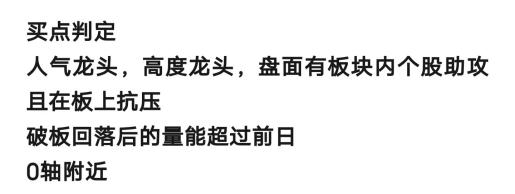 买点判定
人气龙头，高度龙头，盘面有板块内个股助攻
且在板上抗压
破板回落后的量能超过前日
0轴附近